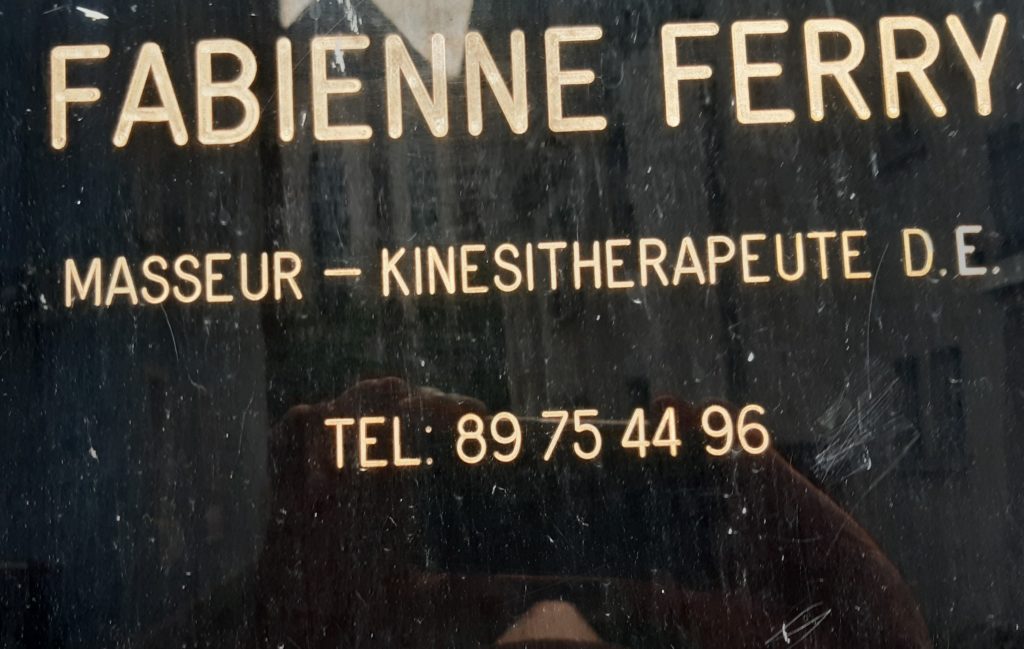 FABIENNE FERRY
MASSEUR – KINESITHERAPEUTE D.E.
TEL: 89 75 44 96